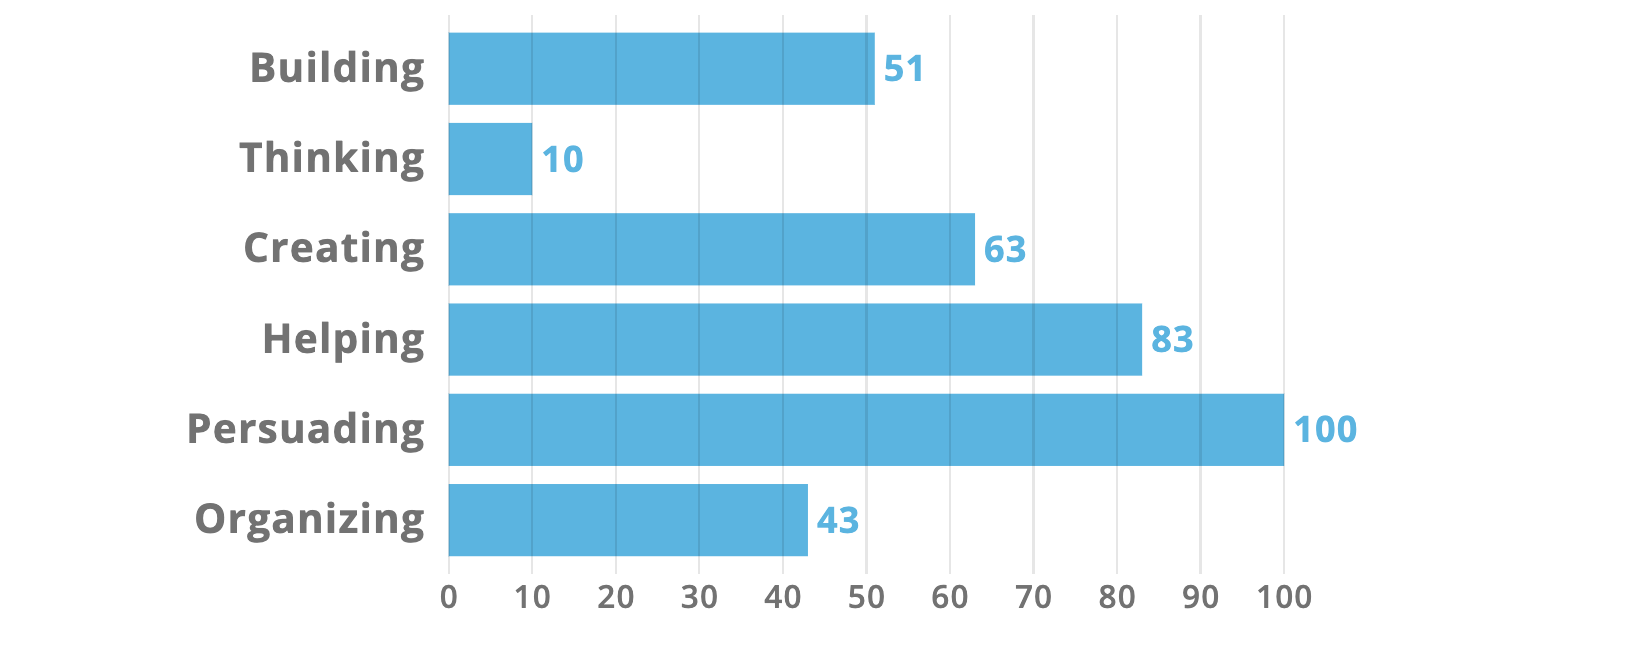 Building 51
Thinking 10
Creating 63
Helping 83
Persuading 100
Organizing 43
0 10 20 30 40 50 60 70 80 90 100